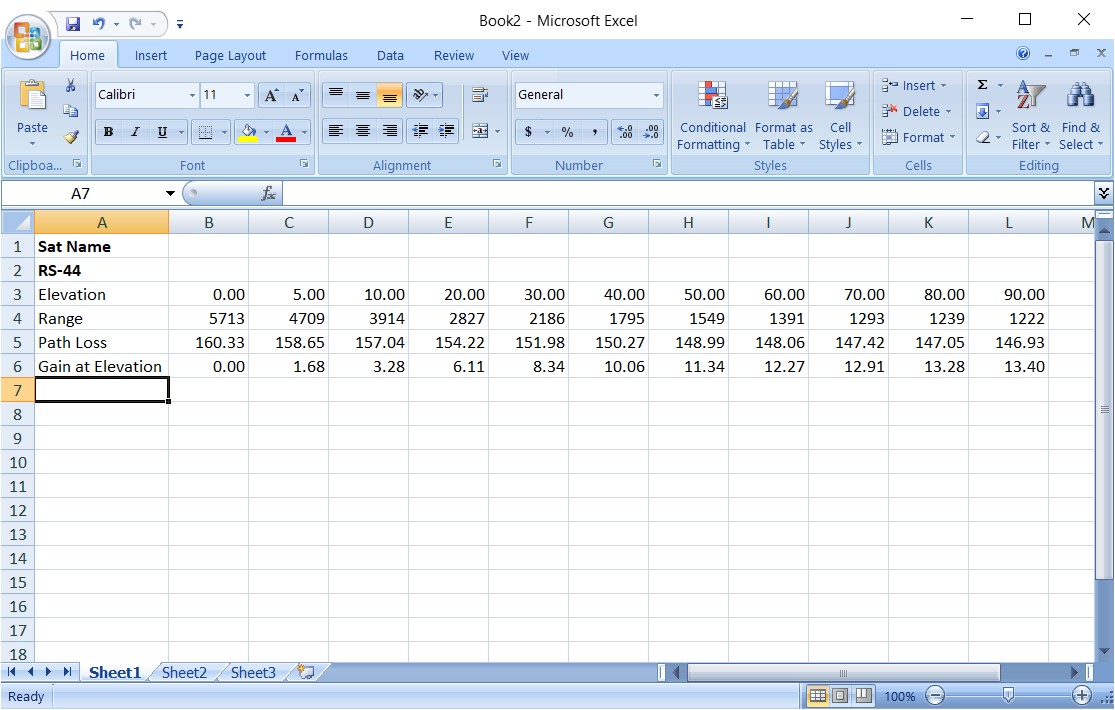 Book2 - Microsoft Excel
Home Insert Page Layout Formulas Data Review View
Calibri 11 General
Paste
B I U A $ % ,
Conditional Formatting
Format as Table
Cell Styles
Insert
Delete
Format
Σ
Sort & Filter
Find & Select
Clipboa... Font Alignment Number Styles Cells Editing
A7 fx
A B C D E F G H I J K L M
1 Sat Name
2 RS-44
3 Elevation 0.00 5.00 10.00 20.00 30.00 40.00 50.00 60.00 70.00 80.00 90.00
4 Range 5713 4709 3914 2827 2186 1795 1549 1391 1293 1239 1222
5 Path Loss 160.33 158.65 157.04 154.22 151.98 150.27 148.99 148.06 147.42 147.05 146.93
6 Gain at Elevation 0.00 1.68 3.28 6.11 8.34 10.06 11.34 12.27 12.91 13.28 13.40
7
8
9
10
11
12
13
14
15
16
17
18
Sheet1 Sheet2 Sheet3
Ready 100%